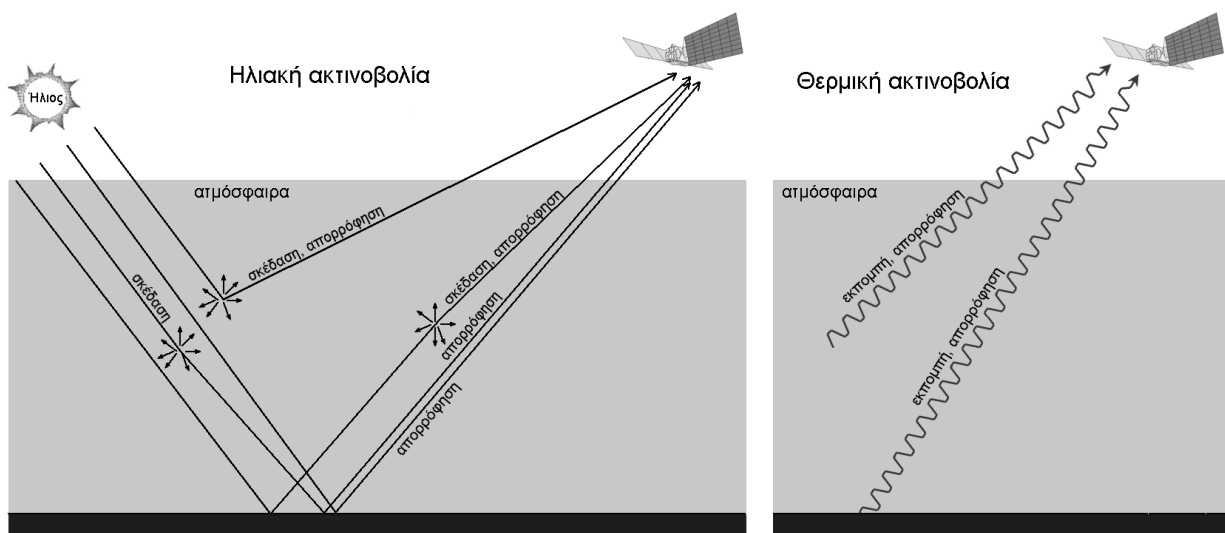 Ηλιακή ακτινοβολία
Ήλιος
ατμόσφαιρα
σκέδαση, απορρόφηση
σκέδαση
σκέδαση, απορρόφηση
απορρόφηση
απορρόφηση
Θερμική ακτινοβολία
ατμόσφαιρα
εκπομπή, απορρόφηση
εκπομπή, απορρόφηση